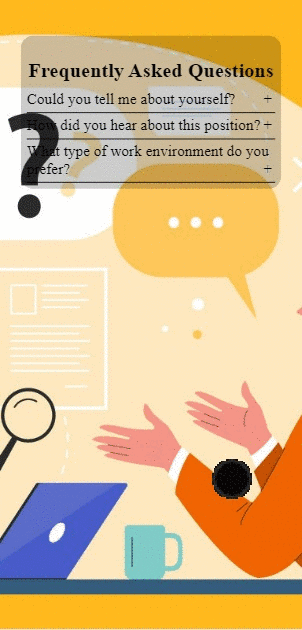 Frequently Asked Questions
Could you tell me about yourself? +
How did you hear about this position? +
What type of work environment do you
prefer? +